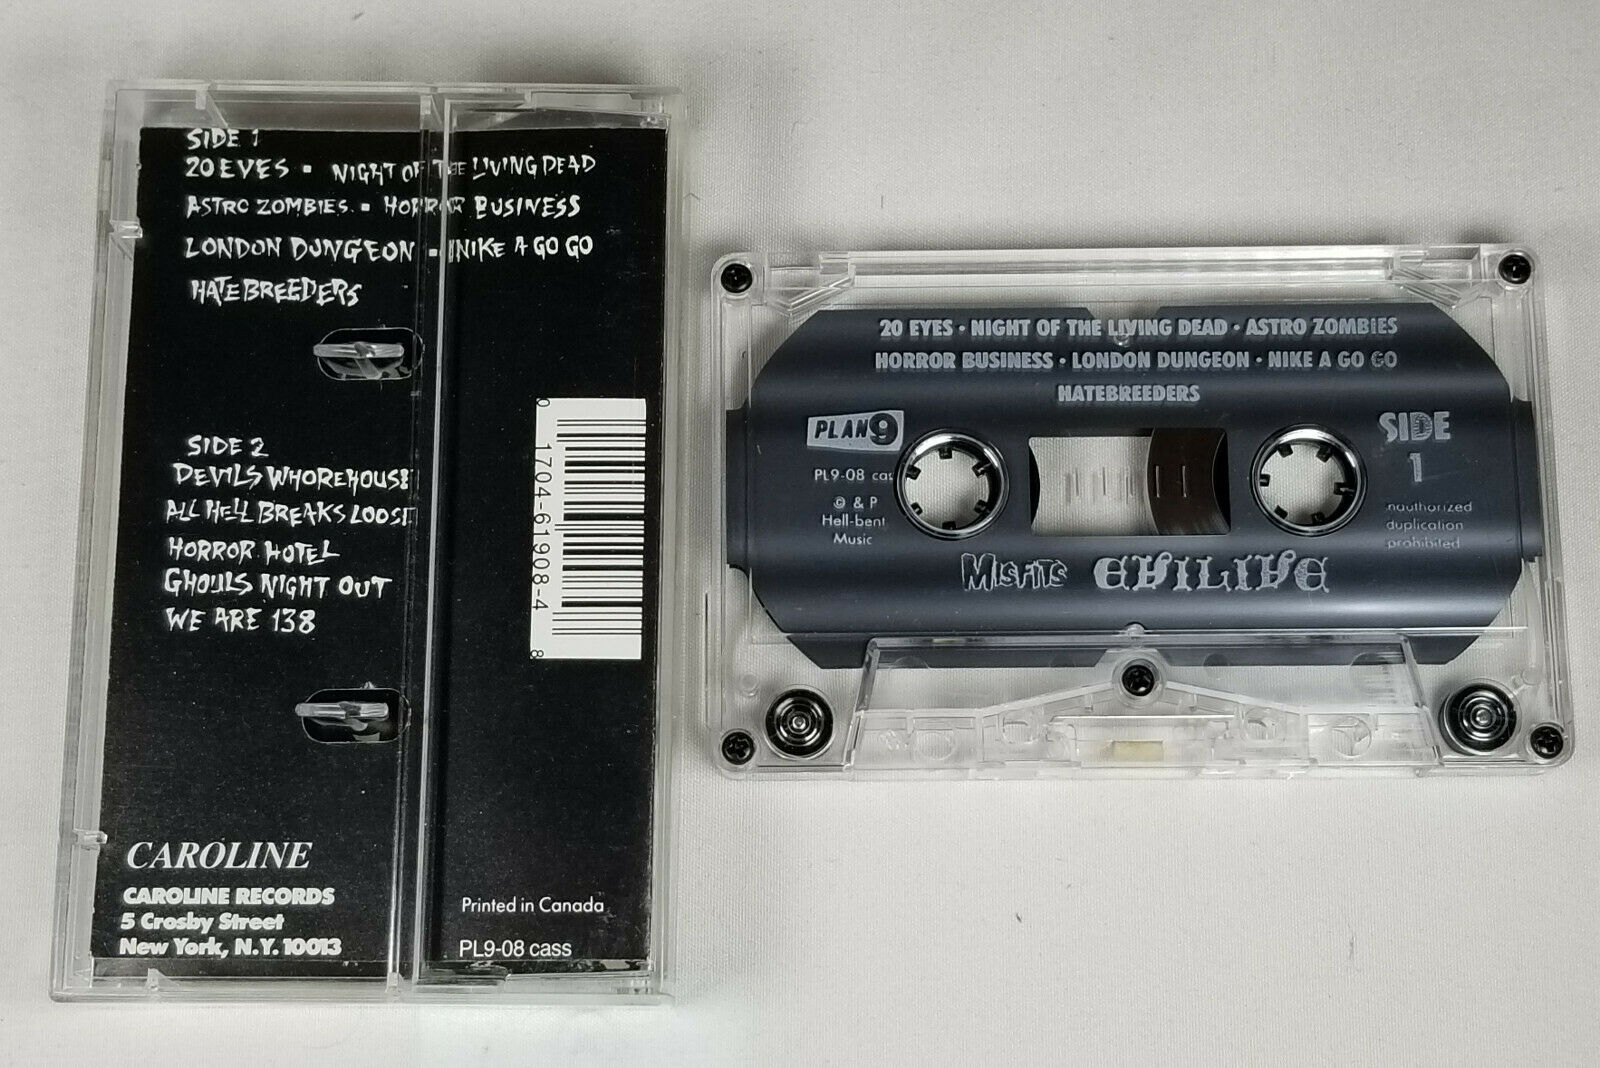 SIDE 1
20 EYES ▪ NIGHT OF THE LIVING DEAD
ASTRO ZOMBIES ▪ HORROR BUSINESS
LONDON DUNGEON ▪ NIKE A GO GO
HATEBREEDERS
SIDE 2
DEVILS WHOREHOUSE
ALL HELL BREAKS LOOSE
HORROR HOTEL
GHOULS NIGHT OUT
WE ARE 138
0 1704-61908-4 8
CAROLINE
CAROLINE RECORDS
5 Crosby Street
New York, N.Y. 10013
Printed in Canada
PL9-08 cass
20 EYES • NIGHT OF THE LIVING DEAD • ASTRO ZOMBIES
HORROR BUSINESS • LONDON DUNGEON • NIKE A GO GO
HATEBREEDERS
PLAN 9
PL9-08 cas
© & P
Hell-bent
Music
SIDE
1
nauthorized
duplication
prohibited
MISFITS EVILIVE